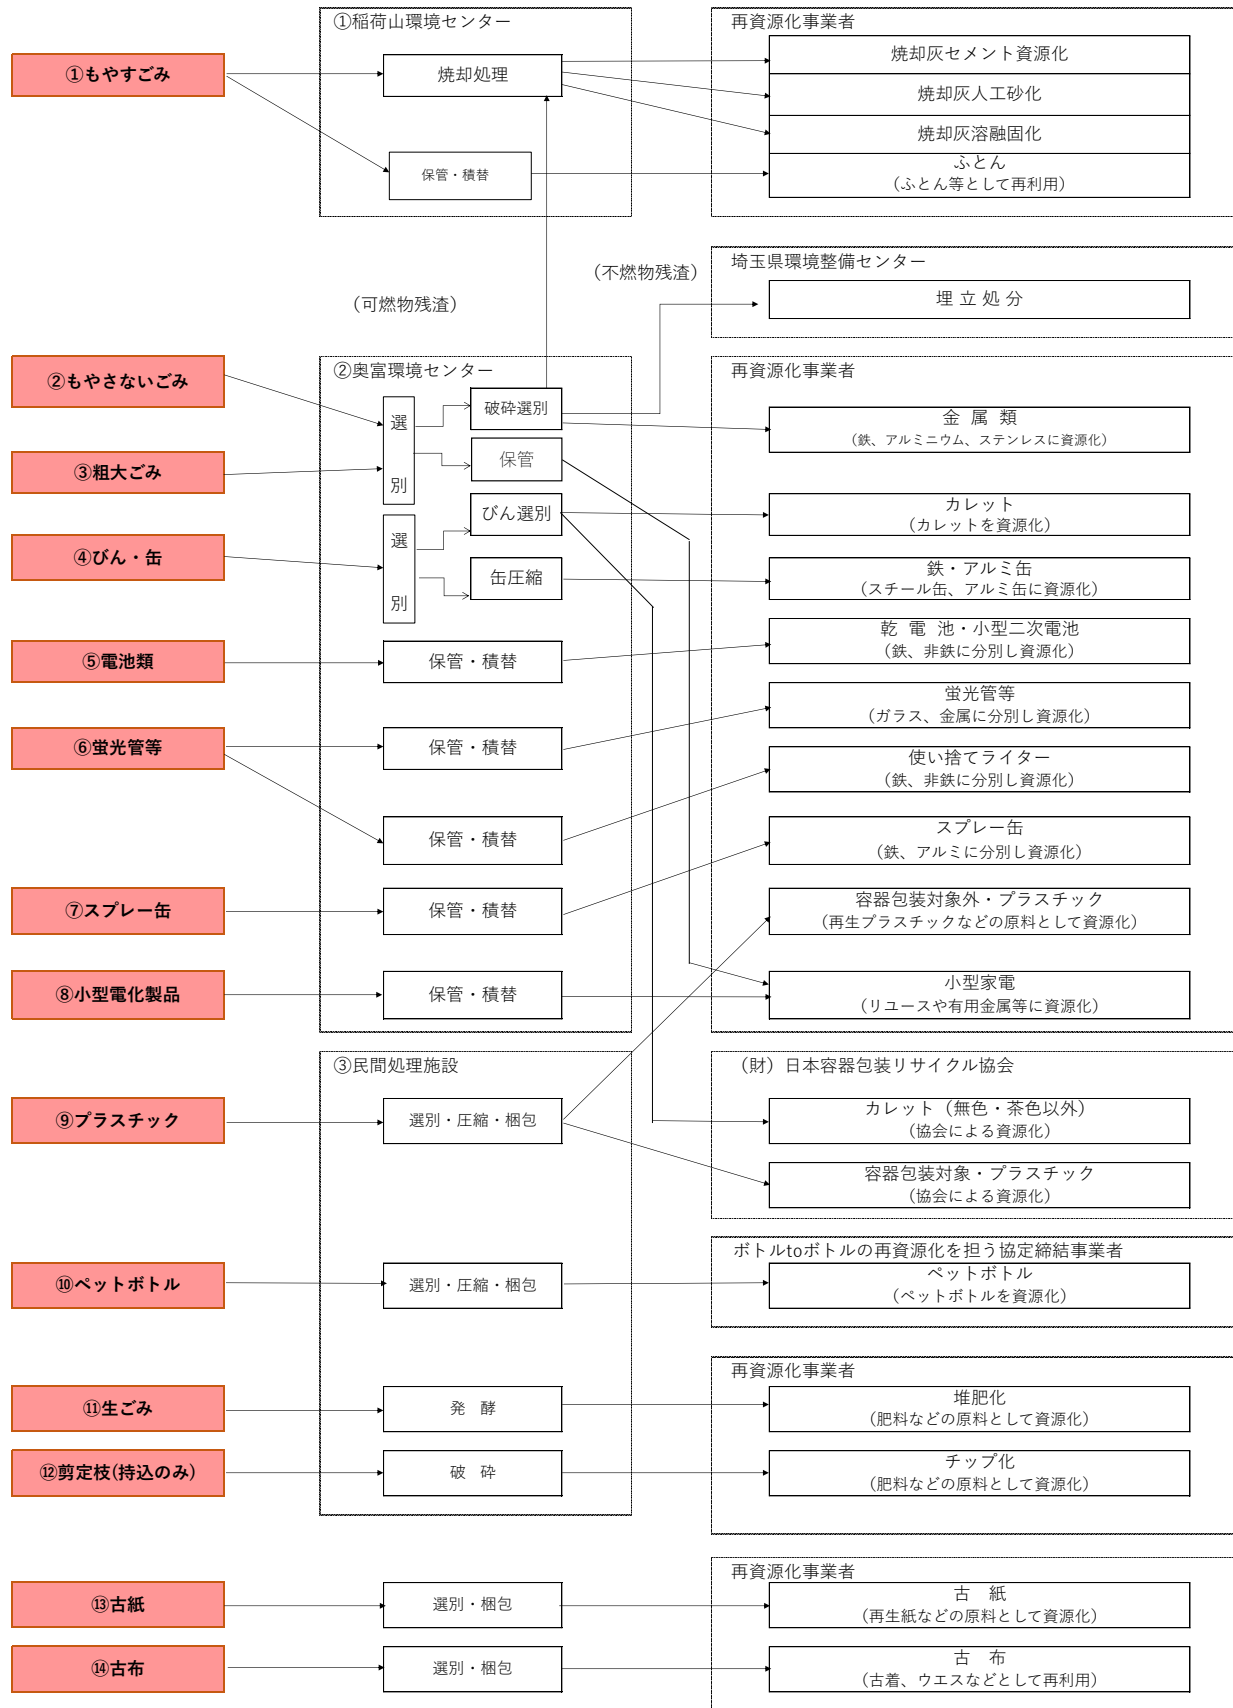 ①稲荷山環境センター
再資源化事業者
①もやすごみ
焼却処理
焼却灰セメント資源化
焼却灰人工砂化
焼却灰溶融固化
保管・積替
ふとん
（ふとん等として再利用）
埼玉県環境整備センター
（不燃物残渣）
埋 立 処 分
（可燃物残渣）
②奥富環境センター
再資源化事業者
②もやさないごみ
③粗大ごみ
選
別
破砕選別
保管
金 属 類
（鉄、アルミニウム、ステンレスに資源化）
④びん・缶
選
別
びん選別
缶圧縮
カレット
（カレットを資源化）
鉄・アルミ缶
（スチール缶、アルミ缶に資源化）
⑤電池類
保管・積替
乾 電 池・小型二次電池
（鉄、非鉄に分別し資源化）
⑥蛍光管等
保管・積替
蛍光管等
（ガラス、金属に分別し資源化）
保管・積替
使い捨てライター
（鉄、非鉄に分別し資源化）
⑦スプレー缶
保管・積替
スプレー缶
（鉄、アルミに分別し資源化）
容器包装対象外・プラスチック
（再生プラスチックなどの原料として資源化）
⑧小型電化製品
保管・積替
小型家電
（リユースや有用金属等に資源化）
③民間処理施設
（財）日本容器包装リサイクル協会
⑨プラスチック
選別・圧縮・梱包
カレット（無色・茶色以外）
（協会による資源化）
容器包装対象・プラスチック
（協会による資源化）
ボトルtoボトルの再資源化を担う協定締結事業者
⑩ペットボトル
選別・圧縮・梱包
ペットボトル
（ペットボトルを資源化）
再資源化事業者
⑪生ごみ
発 酵
堆肥化
（肥料などの原料として資源化）
⑫剪定枝(持込のみ)
破 砕
チップ化
（肥料などの原料として資源化）
再資源化事業者
⑬古紙
選別・梱包
古 紙
（再生紙などの原料として資源化）
⑭古布
選別・梱包
古 布
（古着、ウエスなどとして再利用）